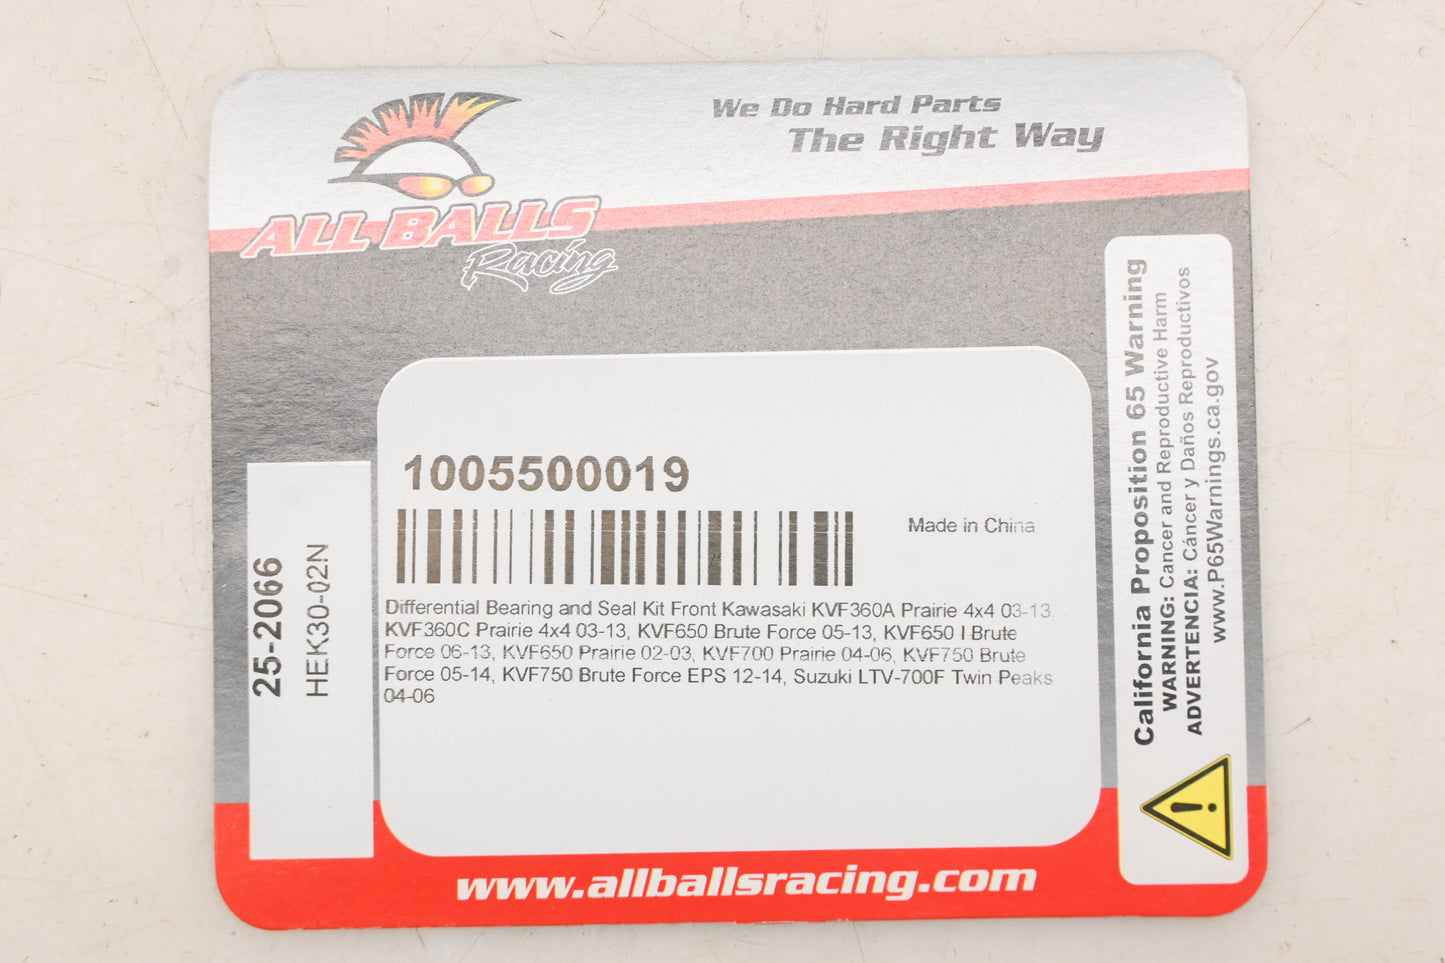 We Do Hard Parts
The Right Way
ALL BALLS
Racing
1005500019
Made in China
Differential Bearing and Seal Kit Front Kawasaki KVF360A Prairie 4x4 03-13,
KVF360C Prairie 4x4 03-13, KVF650 Brute Force 05-13, KVF650 I Brute
Force 06-13, KVF650 Prairie 02-03, KVF700 Prairie 04-06, KVF750 Brute
Force 05-14, KVF750 Brute Force EPS 12-14, Suzuki LTV-700F Twin Peaks
04-06
25-2066
HEK30-02N
California Proposition 65 Warning
WARNING: Cancer and Reproductive Harm
ADVERTENCIA: Cáncer y Daños Reproductivos
www.P65Warnings.ca.gov
www.allballsracing.com